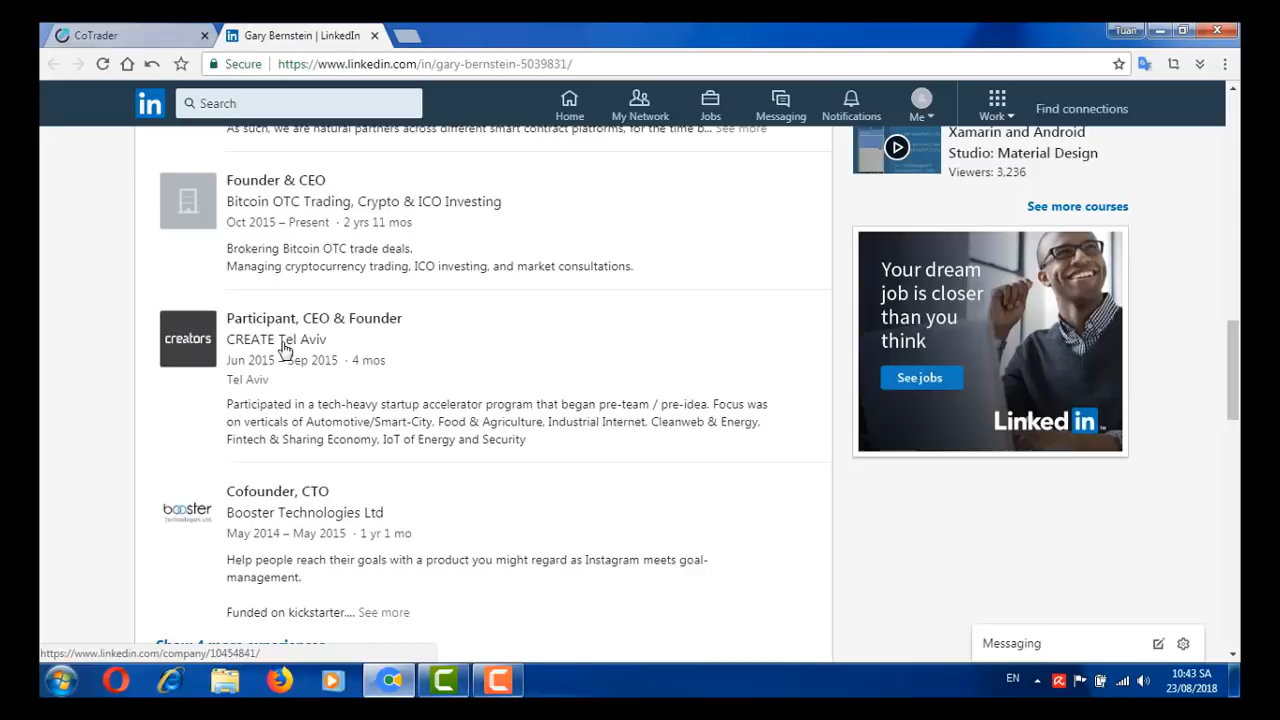 Tuan
CoTrader
Gary Bernstein | LinkedIn
Secure
https://www.linkedin.com/in/gary-bernstein-5039831/
in
Search
Home
My Network
Jobs
Messaging
Notifications
Me
Work
Find connections
As such, we are natural partners across different smart contract platforms, for the time b... See more
Founder & CEO
Bitcoin OTC Trading, Crypto & ICO Investing
Oct 2015 – Present · 2 yrs 11 mos
Brokering Bitcoin OTC trade deals.
Managing cryptocurrency trading, ICO investing, and market consultations.
creators
Participant, CEO & Founder
CREATE Tel Aviv
Jun 2015 – Sep 2015 · 4 mos
Tel Aviv
Participated in a tech-heavy startup accelerator program that began pre-team / pre-idea. Focus was
on verticals of Automotive/Smart-City, Food & Agriculture, Industrial Internet, Cleanweb & Energy,
Fintech & Sharing Economy, IoT of Energy and Security
booster
Technologies Ltd.
Cofounder, CTO
Booster Technologies Ltd
May 2014 – May 2015 · 1 yr 1 mo
Help people reach their goals with a product you might regard as Instagram meets goal-
management.
Funded on kickstarter.... See more
Show 4 more experiences
Xamarin and Android
Studio: Material Design
Viewers: 3,236
See more courses
Your dream
job is closer
than you
think
See jobs
Linked in
Messaging
https://www.linkedin.com/company/10454841/
EN
10:43 SA
23/08/2018